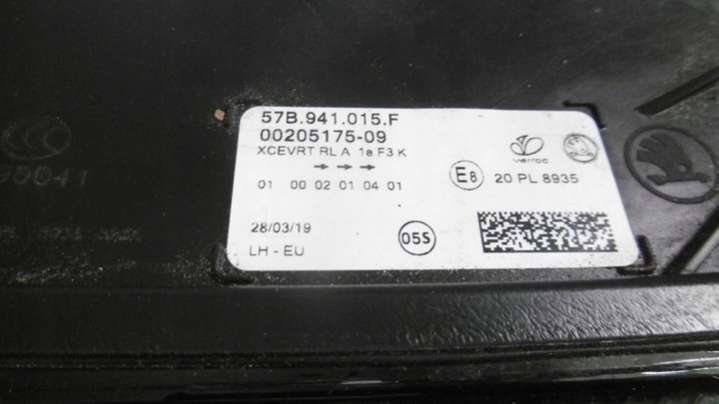 57B.941.015.F
00205175-09
XCEVRT RL A 1a F3 K
01 00 02 01 04 01
varroc
E8 20 PL 8935
28/03/19
05S
LH - EU